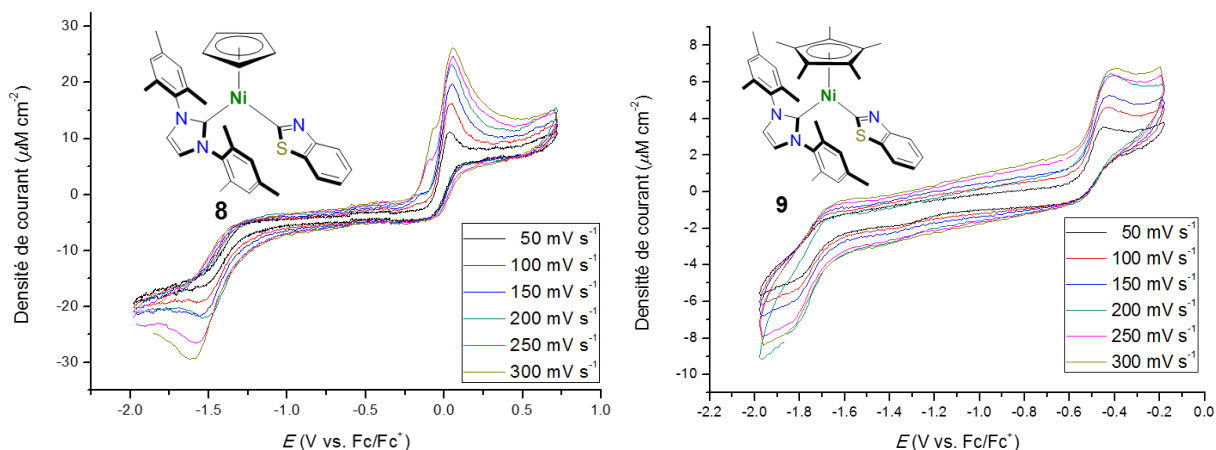 30
20
10
0
-10
-20
-30
-2.0
-1.5
-1.0
-0.5
0.0
0.5
1.0
Densité de courant (µM cm⁻²)
E (V vs. Fc/Fc⁺)
Ni
N
N
N
S
8
50 mV s⁻¹
100 mV s⁻¹
150 mV s⁻¹
200 mV s⁻¹
250 mV s⁻¹
300 mV s⁻¹
8
6
4
2
0
-2
-4
-6
-8
-10
-2.2
-2.0
-1.8
-1.6
-1.4
-1.2
-1.0
-0.8
-0.6
-0.4
-0.2
0.0
Densitté de courant (µM cm⁻²)
E (V vs. Fc/Fc⁺)
Ni
N
N
N
S
9
50 mV s⁻¹
100 mV s⁻¹
150 mV s⁻¹
200 mV s⁻¹
250 mV s⁻¹
300 mV s⁻¹